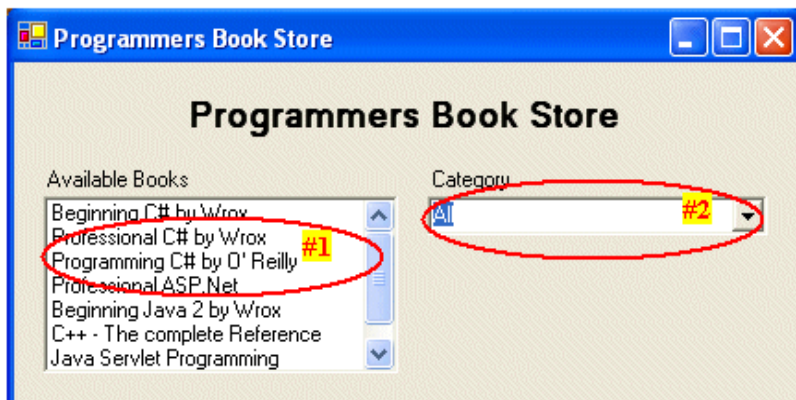 Programmers Book Store
Programmers Book Store
Available Books
Category
Beginning C# by Wrox
Professional C# by Wrox
Programming C# by O' Reilly
Professional ASP.Net
Beginning Java 2 by Wrox
C++ - The complete Reference
Java Servlet Programming
#1
All
#2